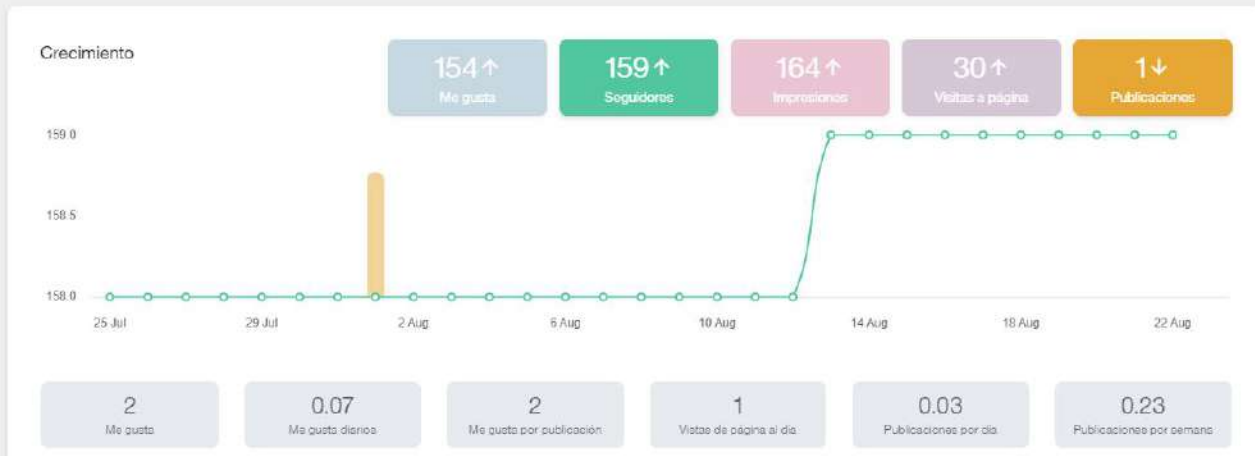 Crecimiento
154↑
Me gusta
159↑
Seguidores
164↑
Impresiones
30↑
Visitas a página
1↓
Publicaciones
159.0
158.5
158.0
25 Jul
29 Jul
2 Aug
6 Aug
10 Aug
14 Aug
18 Aug
22 Aug
2
Me gusta
0.07
Me gusta diarios
2
Me gusta por publicación
1
Vistas de página al día
0.03
Publicaciones por día
0.23
Publicaciones por semana